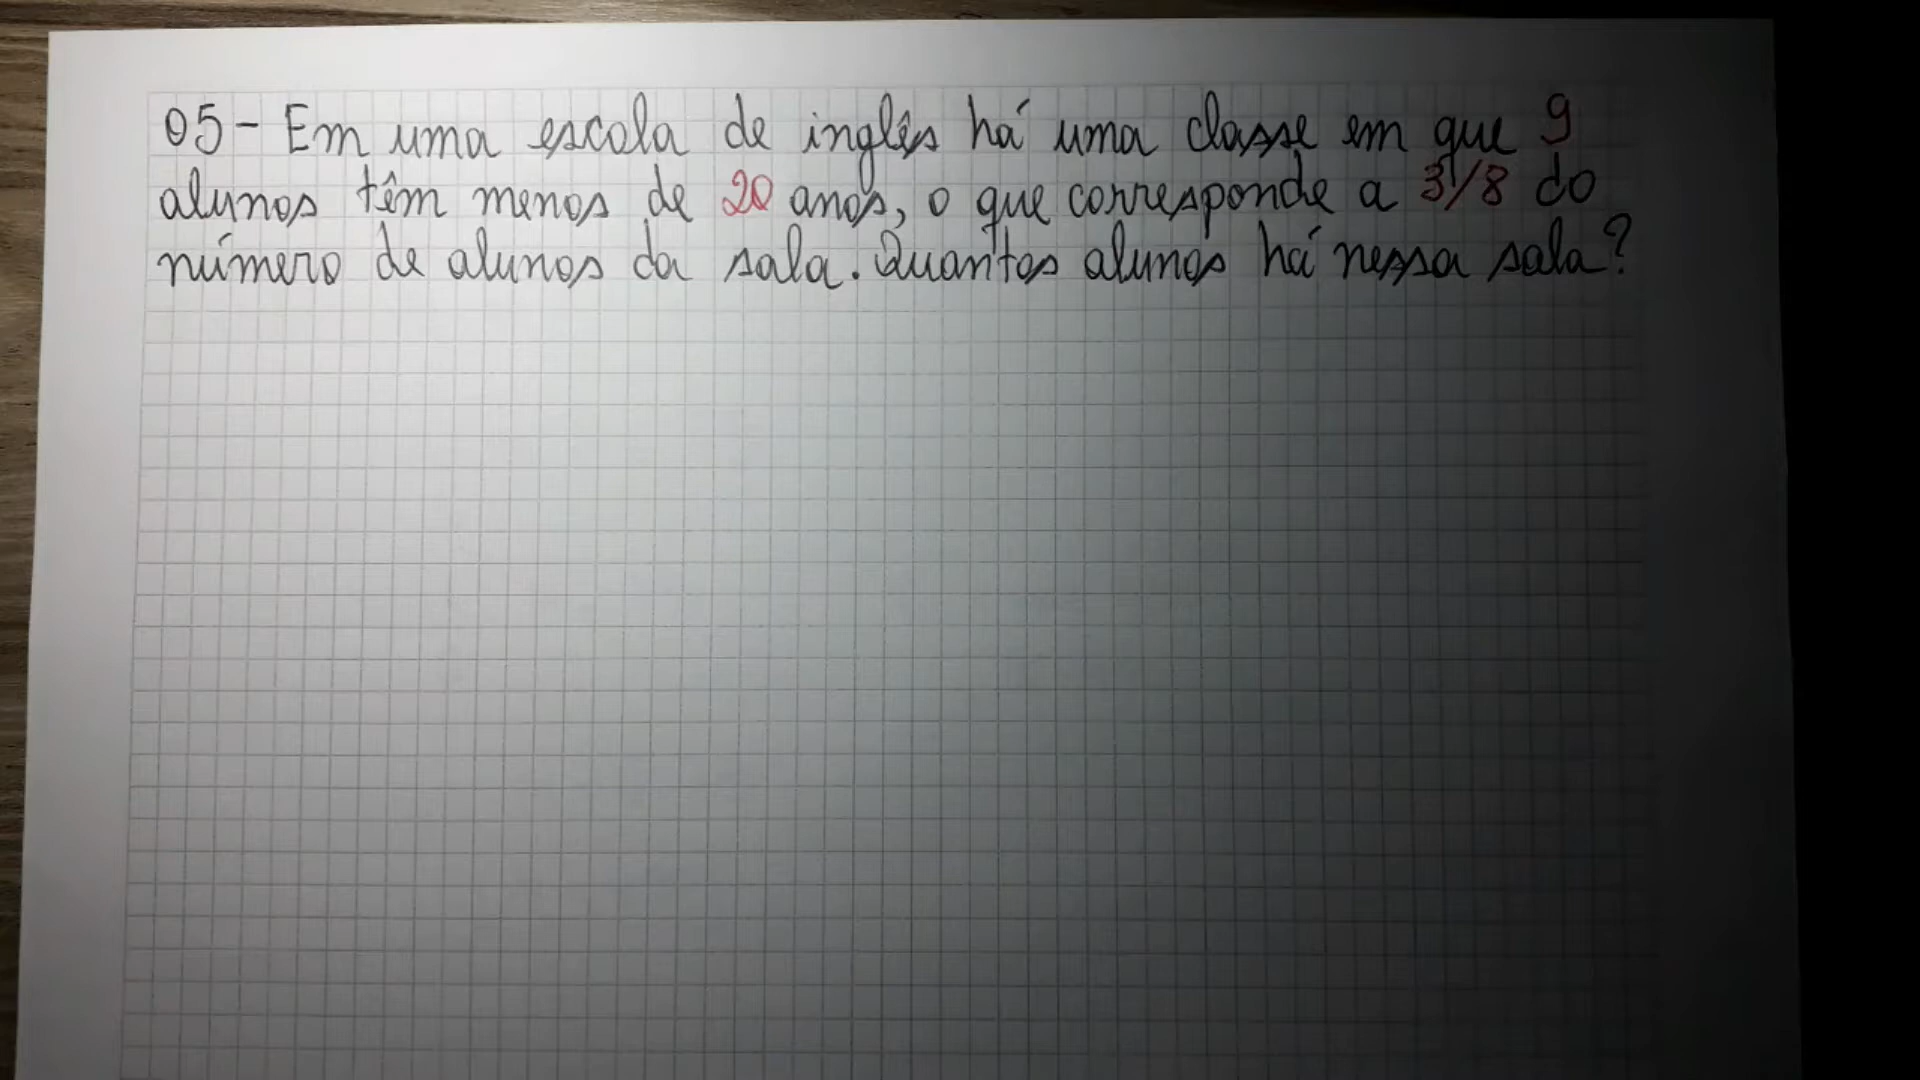 05- Em uma escola de inglês há uma classe em que 9
alunos têm menos de 20 anos, o que corresponde a 3/8 do
número de alunos da sala. Quantos alunos há nessa sala?